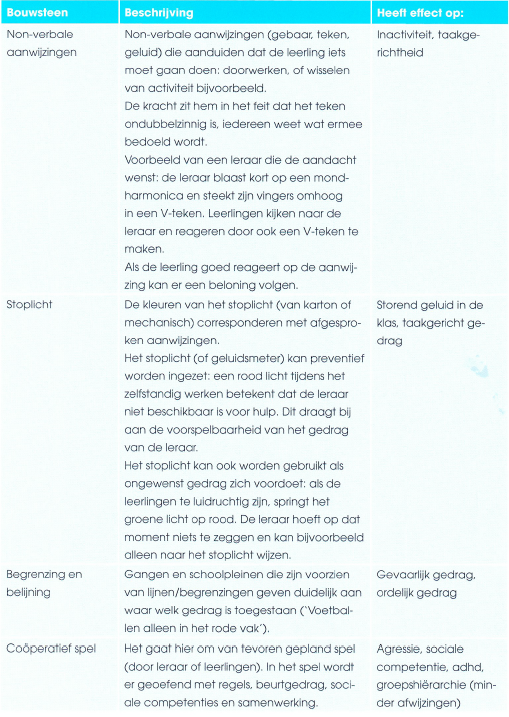 Bouwsteen Beschrijving Heeft effect op:
Non-verbale Non-verbale aanwijzingen (gebaar, teken, Inactiviteit, taakge-
aanwijzingen geluid) die aanduiden dat de leerling iets richtheid
moet gaan doen: doorwerken, of wisselen
van activiteit bijvoorbeeld.
De kracht zit hem in het feit dat het teken
ondubbelzinnig is, iedereen weet wat ermee
bedoeld wordt.
Voorbeeld van een leraar die de aandacht
wenst: de leraar blaast kort op een mond-
harmonica en steekt zijn vingers omhoog
in een V-teken. Leerlingen kijken naar de
leraar en reageren door ook een V-teken te
maken.
Als de leerling goed reageert op de aanwij-
zing kan er een beloning volgen.
Stoplicht De kleuren van het stoplicht (van karton of Storend geluid in de
mechanisch) corresponderen met afgespro- klas, taakgericht ge-
ken aanwijzingen. drag
Het stoplicht (of geluidsmeter) kan preventief
worden ingezet: een rood licht tijdens het
zelfstandig werken betekent dat de leraar
niet beschikbaar is voor hulp. Dit draagt bij
aan de voorspelbaarheid van het gedrag
van de leraar.
Het stoplicht kan ook worden gebruikt als
ongewenst gedrag zich voordoet: als de
leerlingen te luidruchtig zijn, springt het
groene licht op rood. De leraar hoeft op dat
moment niets te zeggen en kan bijvoorbeeld
alleen naar het stoplicht wijzen.
Begrenzing en Gangen en schoolpleinen die zijn voorzien Gevaarlijk gedrag,
belijning van lijnen/begrenzingen geven duidelijk aan ordelijk gedrag
waar welk gedrag is toegestaan ('Voetbal-
len alleen in het rode vak').
Coöperatief spel Het gaat hier om van tevoren gepland spel Agressie, sociale
(door leraar of leerlingen). In het spel wordt competentie, adhd,
er geoefend met regels, beurtgedrag, soci- groepshiërarchie (min-
ale competenties en samenwerking. der afwijzingen)